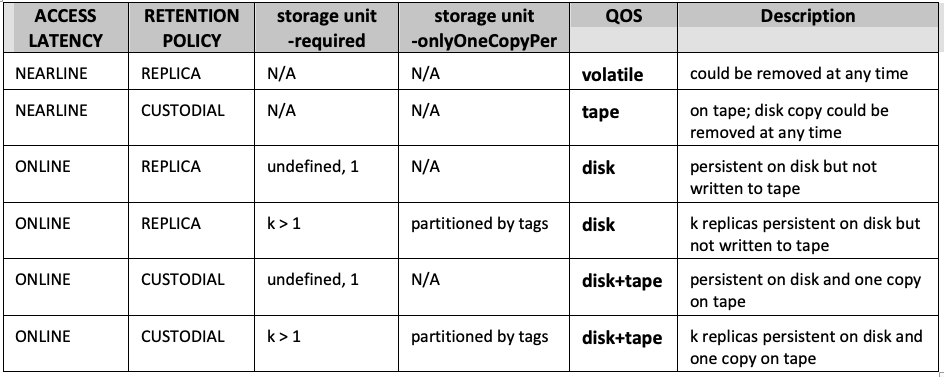 ACCESS LATENCY | RETENTION POLICY | storage unit -required | storage unit -onlyOneCopyPer | QOS | Description
NEARLINE | REPLICA | N/A | N/A | volatile | could be removed at any time
NEARLINE | CUSTODIAL | N/A | N/A | tape | on tape; disk copy could be removed at any time
ONLINE | REPLICA | undefined, 1 | N/A | disk | persistent on disk but not written to tape
ONLINE | REPLICA | k > 1 | partitioned by tags | disk | k replicas persistent on disk but not written to tape
ONLINE | CUSTODIAL | undefined, 1 | N/A | disk+tape | persistent on disk and one copy on tape
ONLINE | CUSTODIAL | k > 1 | partitioned by tags | disk+tape | k replicas persistent on disk and one copy on tape